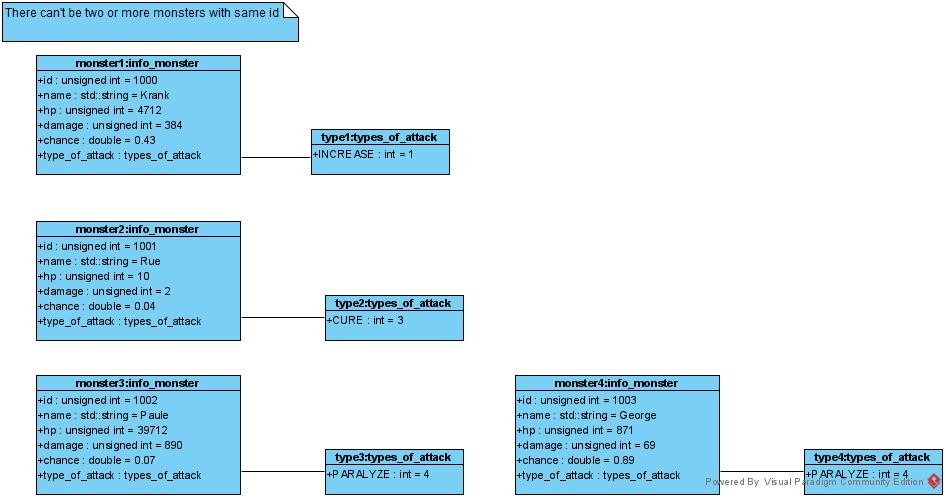 There can't be two or more monsters with same id
monster1:info_monster
+id : unsigned int = 1000
+name : std::string = Krank
+hp : unsigned int = 4712
+damage : unsigned int = 384
+chance : double = 0.43
+type_of_attack : types_of_attack
type1:types_of_attack
+INCREASE : int = 1
monster2:info_monster
+id : unsigned int = 1001
+name : std::string = Rue
+hp : unsigned int = 10
+damage : unsigned int = 2
+chance : double = 0.04
+type_of_attack : types_of_attack
type2:types_of_attack
+CURE : int = 3
monster3:info_monster
+id : unsigned int = 1002
+name : std::string = Paule
+hp : unsigned int = 39712
+damage : unsigned int = 890
+chance : double = 0.07
+type_of_attack : types_of_attack
type3:types_of_attack
+PARALYZE : int = 4
monster4:info_monster
+id : unsigned int = 1003
+name : std::string = George
+hp : unsigned int = 871
+damage : unsigned int = 69
+chance : double = 0.89
+type_of_attack : types_of_attack
type4:types_of_attack
+PARALYZE : int = 4
Powered By Visual Paradigm Community Edition